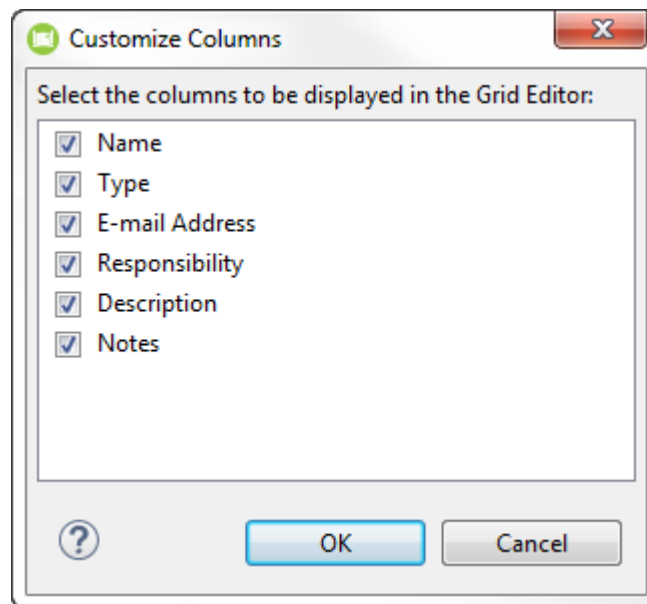 Customize Columns
Select the columns to be displayed in the Grid Editor:
Name
Type
E-mail Address
Responsibility
Description
Notes
?
OK
Cancel